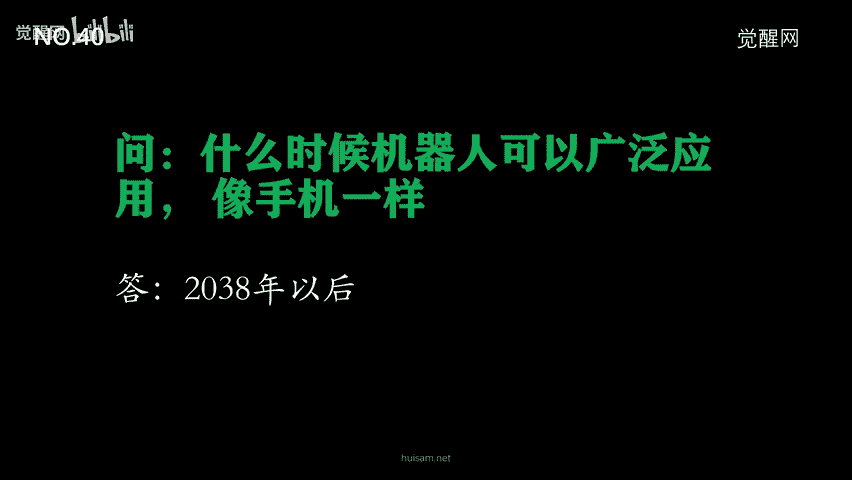 觉醒网
NO.40
bilibili
觉醒网
问：什么时候机器人可以广泛应
用， 像手机一样
答：2038年以后
huisam.net